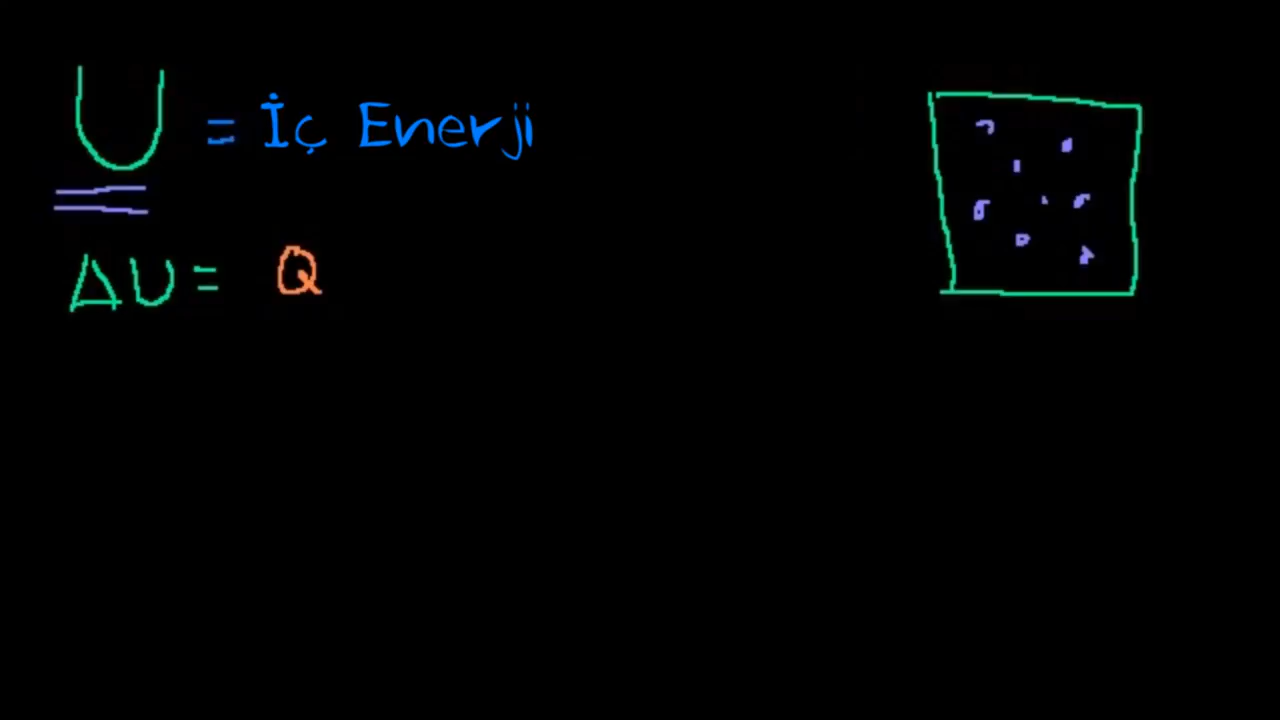 U = İç Enerji
ΔU = Q